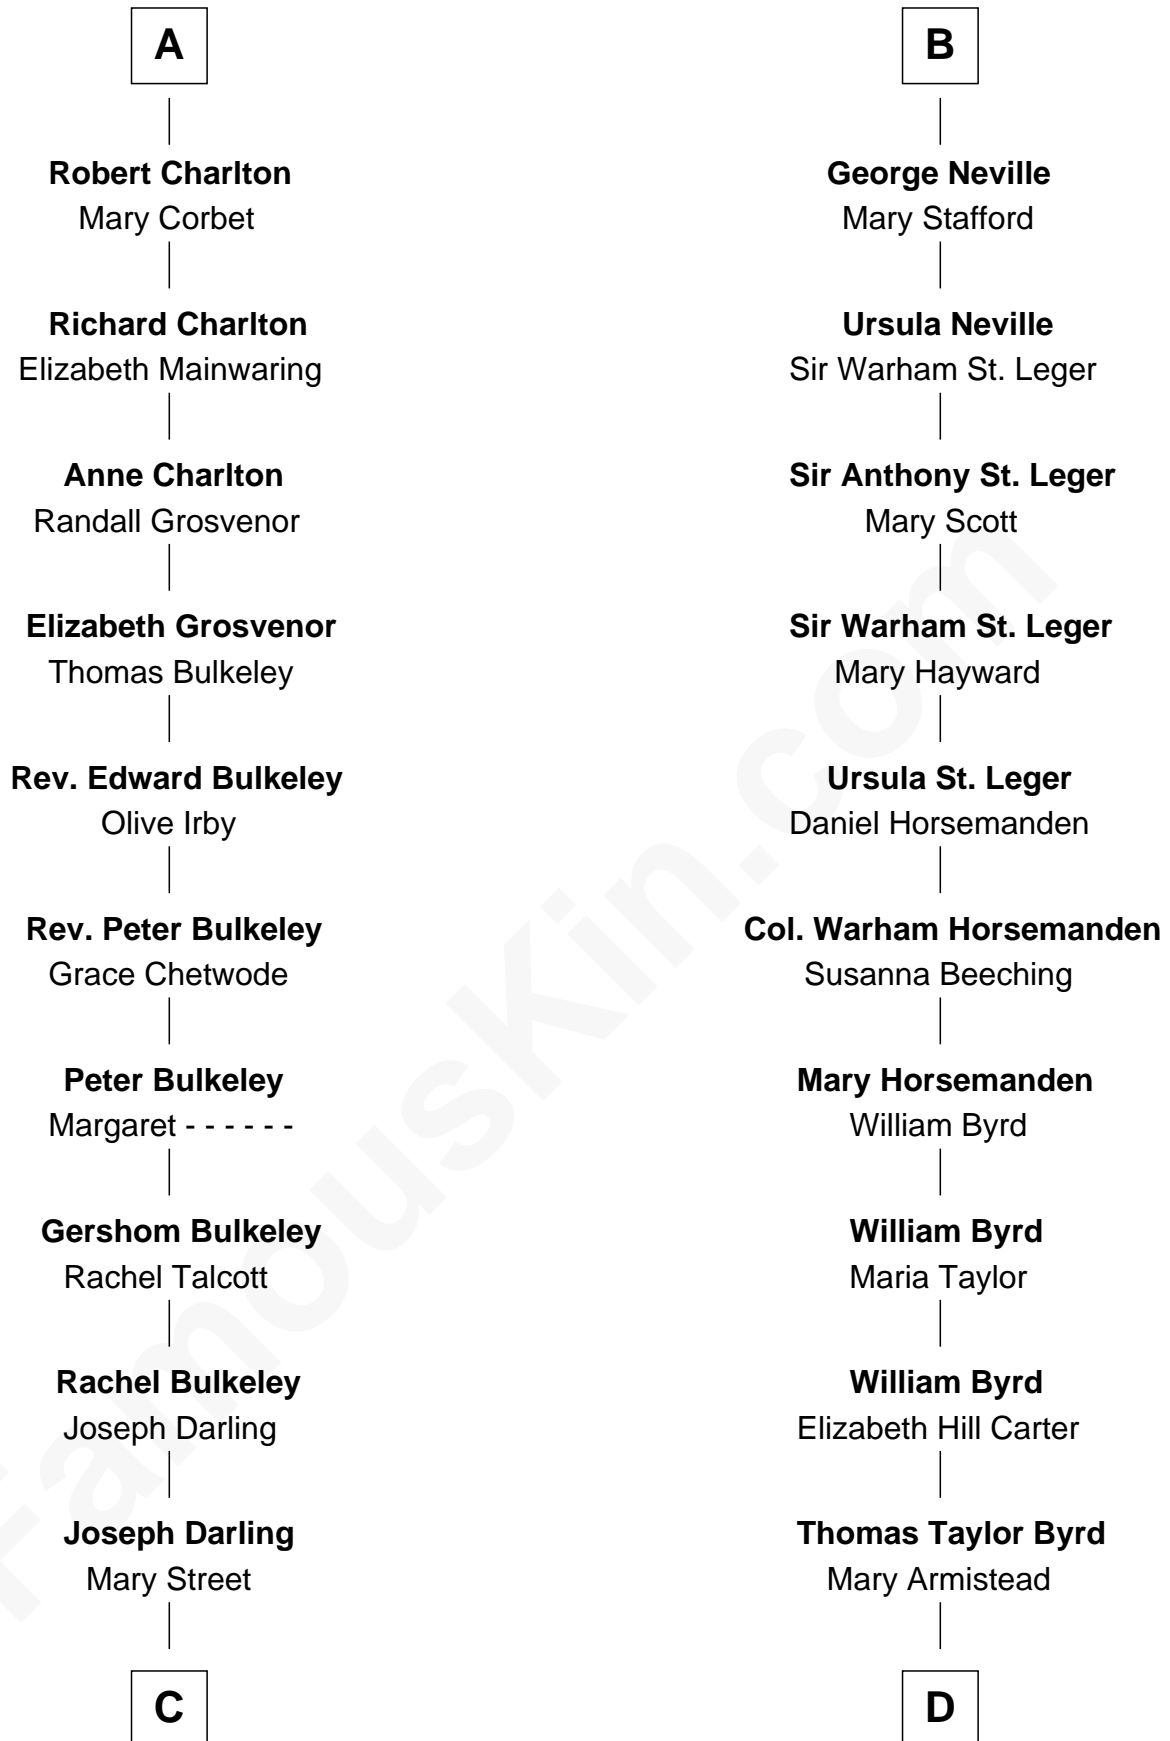 A
Robert Charlton
Mary Corbet
Richard Charlton
Elizabeth Mainwaring
Anne Charlton
Randall Grosvenor
Elizabeth Grosvenor
Thomas Bulkeley
Rev. Edward Bulkeley
Olive Irby
Rev. Peter Bulkeley
Grace Chetwode
Peter Bulkeley
Margaret - - - - - -
Gershom Bulkeley
Rachel Talcott
Rachel Bulkeley
Joseph Darling
Joseph Darling
Mary Street
C
B
George Neville
Mary Stafford
Ursula Neville
Sir Warham St. Leger
Sir Anthony St. Leger
Mary Scott
Sir Warham St. Leger
Mary Hayward
Ursula St. Leger
Daniel Horsemanden
Col. Warham Horsemanden
Susanna Beeching
Mary Horsemanden
William Byrd
William Byrd
Maria Taylor
William Byrd
Elizabeth Hill Carter
Thomas Taylor Byrd
Mary Armistead
D
FamousKin.com